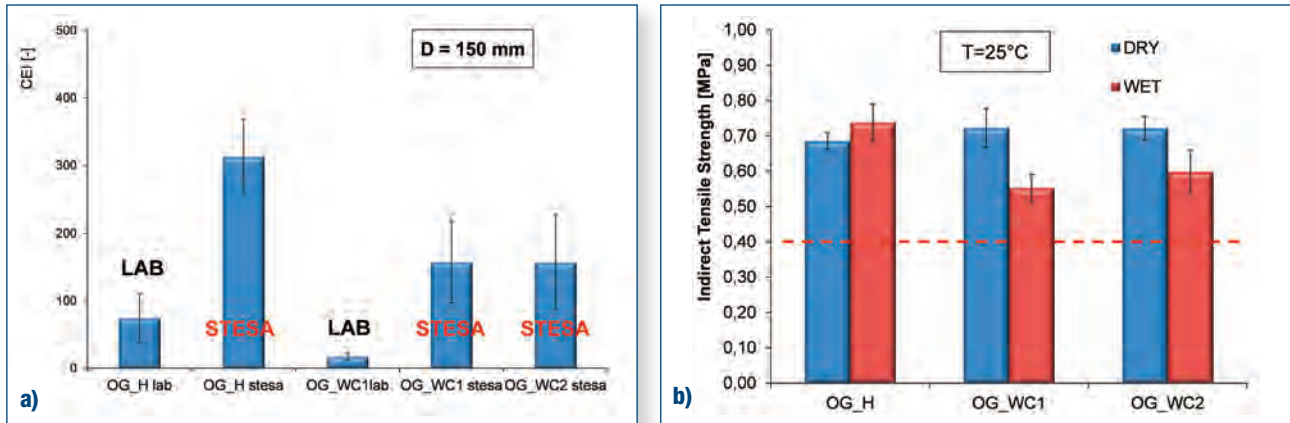 CEI [-]
500
400
300
200
100
0
D = 150 mm
LAB
STESA
LAB
STESA
STESA
OG_H lab
OG_H stesa
OG_WC1lab
OG_WC1 stesa
OG_WC2 stesa
a)
Indirect Tensile Strength [MPa]
1,00
0,90
0,80
0,70
0,60
0,50
0,40
0,30
0,20
0,10
0,00
T=25°C
DRY
WET
OG_H
OG_WC1
OG_WC2
b)